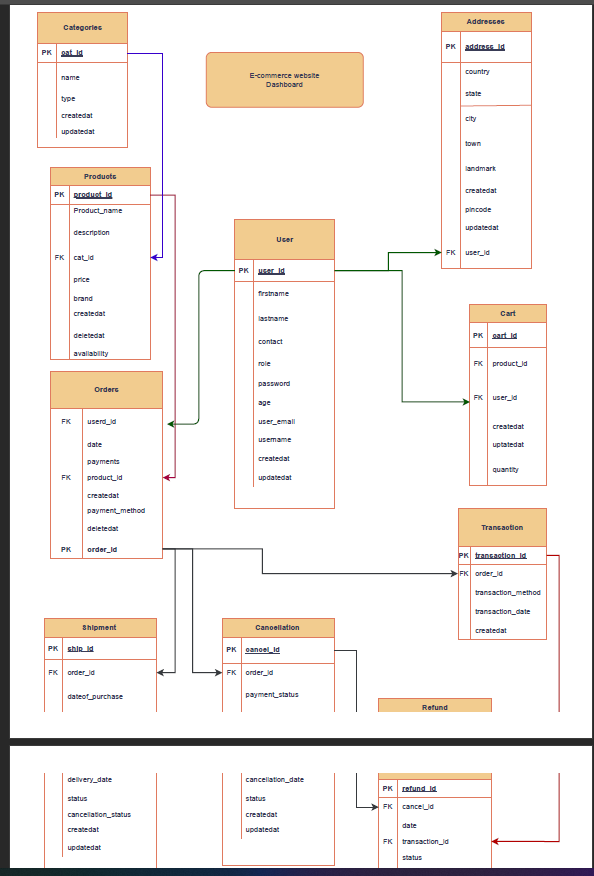 Categories
PK cat_id
name
type
createdat
updatedat
E-commerce website
Dashboard
Addresses
PK address_id
country
state
city
town
landmark
createdat
pincode
updatedat
FK user_id
Products
PK product_id
Product_name
description
FK cat_id
price
brand
createdat
deletedat
availability
User
PK user_id
firstname
lastname
contact
role
password
age
user_email
username
createdat
updatedat
Cart
PK cart_id
FK product_id
FK user_id
createdat
uptatedat
quantity
Orders
FK userd_id
date
payments
FK product_id
createdat
payment_method
deletedat
PK order_id
Transaction
PK transaction_id
FK order_id
transaction_method
transaction_date
createdat
Shipment
PK ship_id
FK order_id
dateof_purchase
Cancellation
PK cancel_id
FK order_id
payment_status
Refund
delivery_date
status
cancellation_status
createdat
updatedat
cancellation_date
status
createdat
updatedat
PK refund_id
FK cancel_id
date
FK transaction_id
status